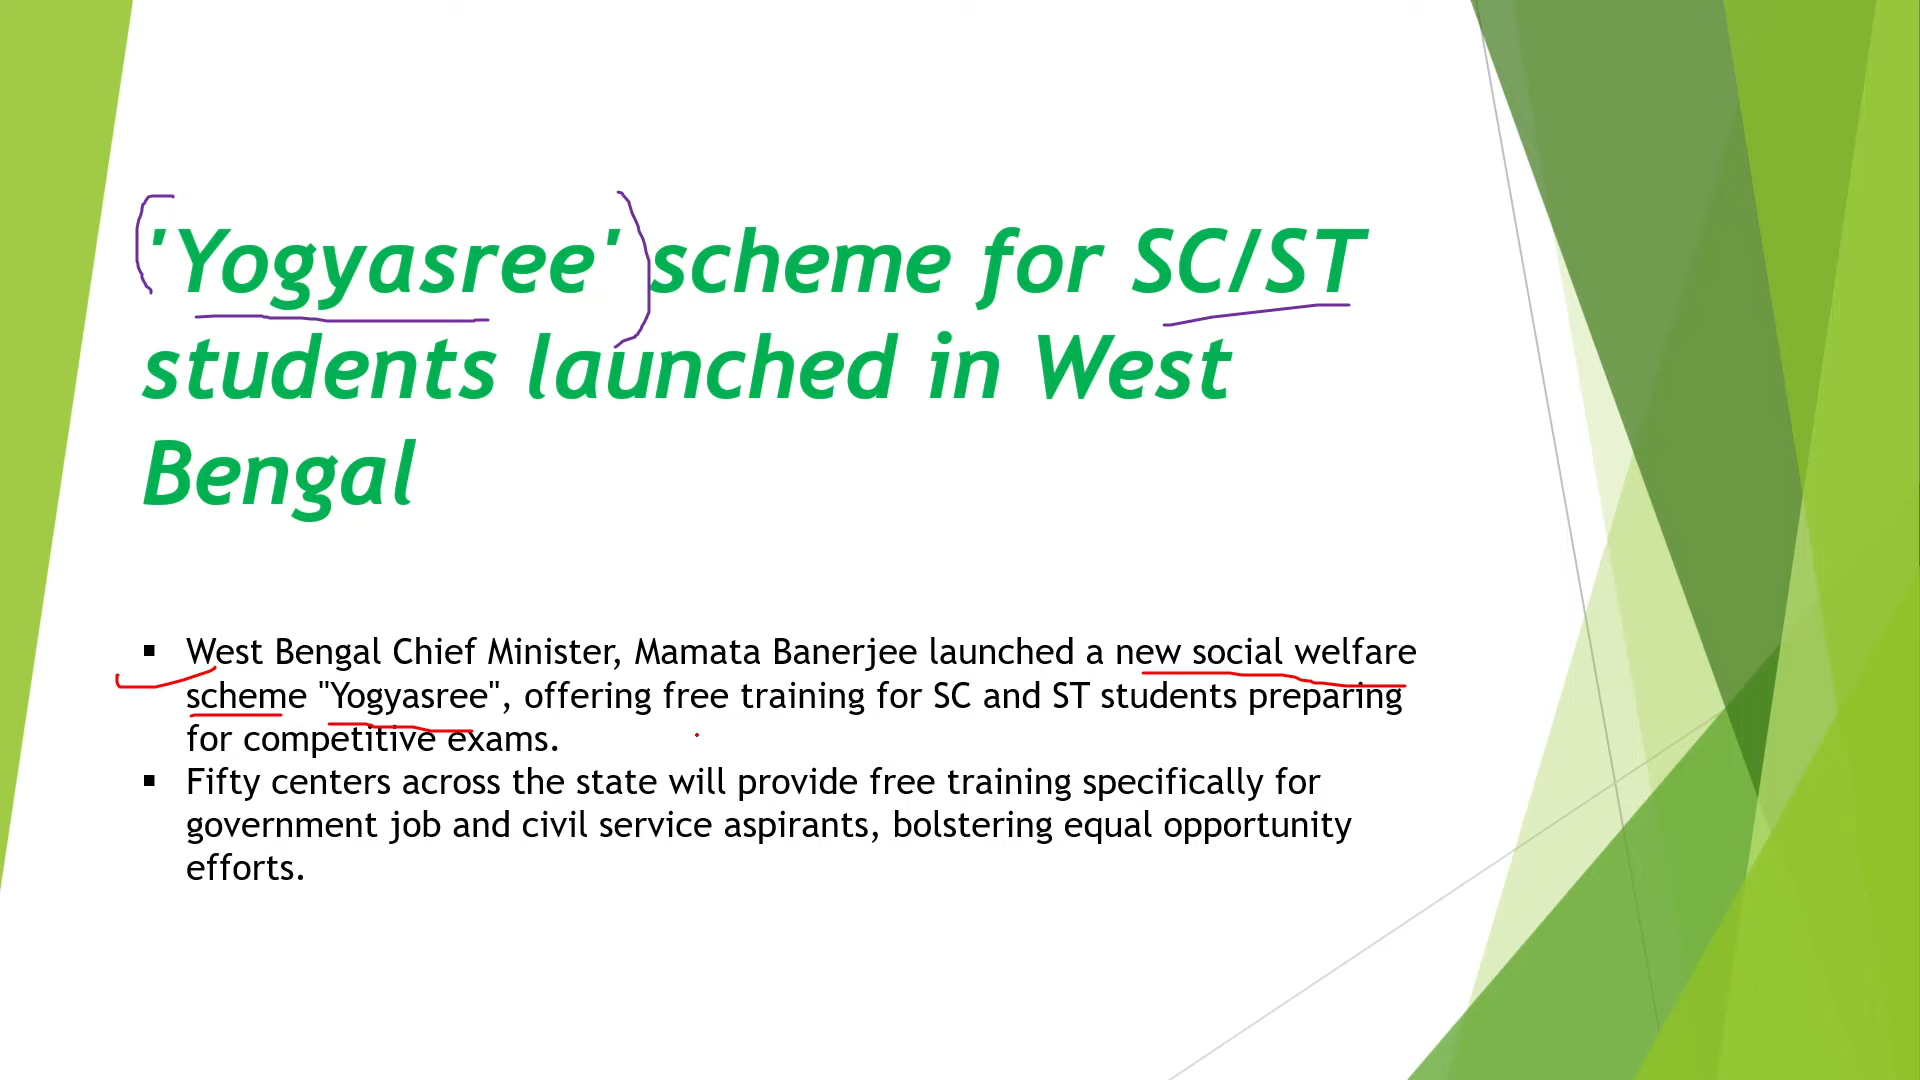 'Yogyasree' scheme for SC/ST
students launched in West
Bengal
▪ West Bengal Chief Minister, Mamata Banerjee launched a new social welfare
scheme "Yogyasree", offering free training for SC and ST students preparing
for competitive exams.
▪ Fifty centers across the state will provide free training specifically for
government job and civil service aspirants, bolstering equal opportunity
efforts.